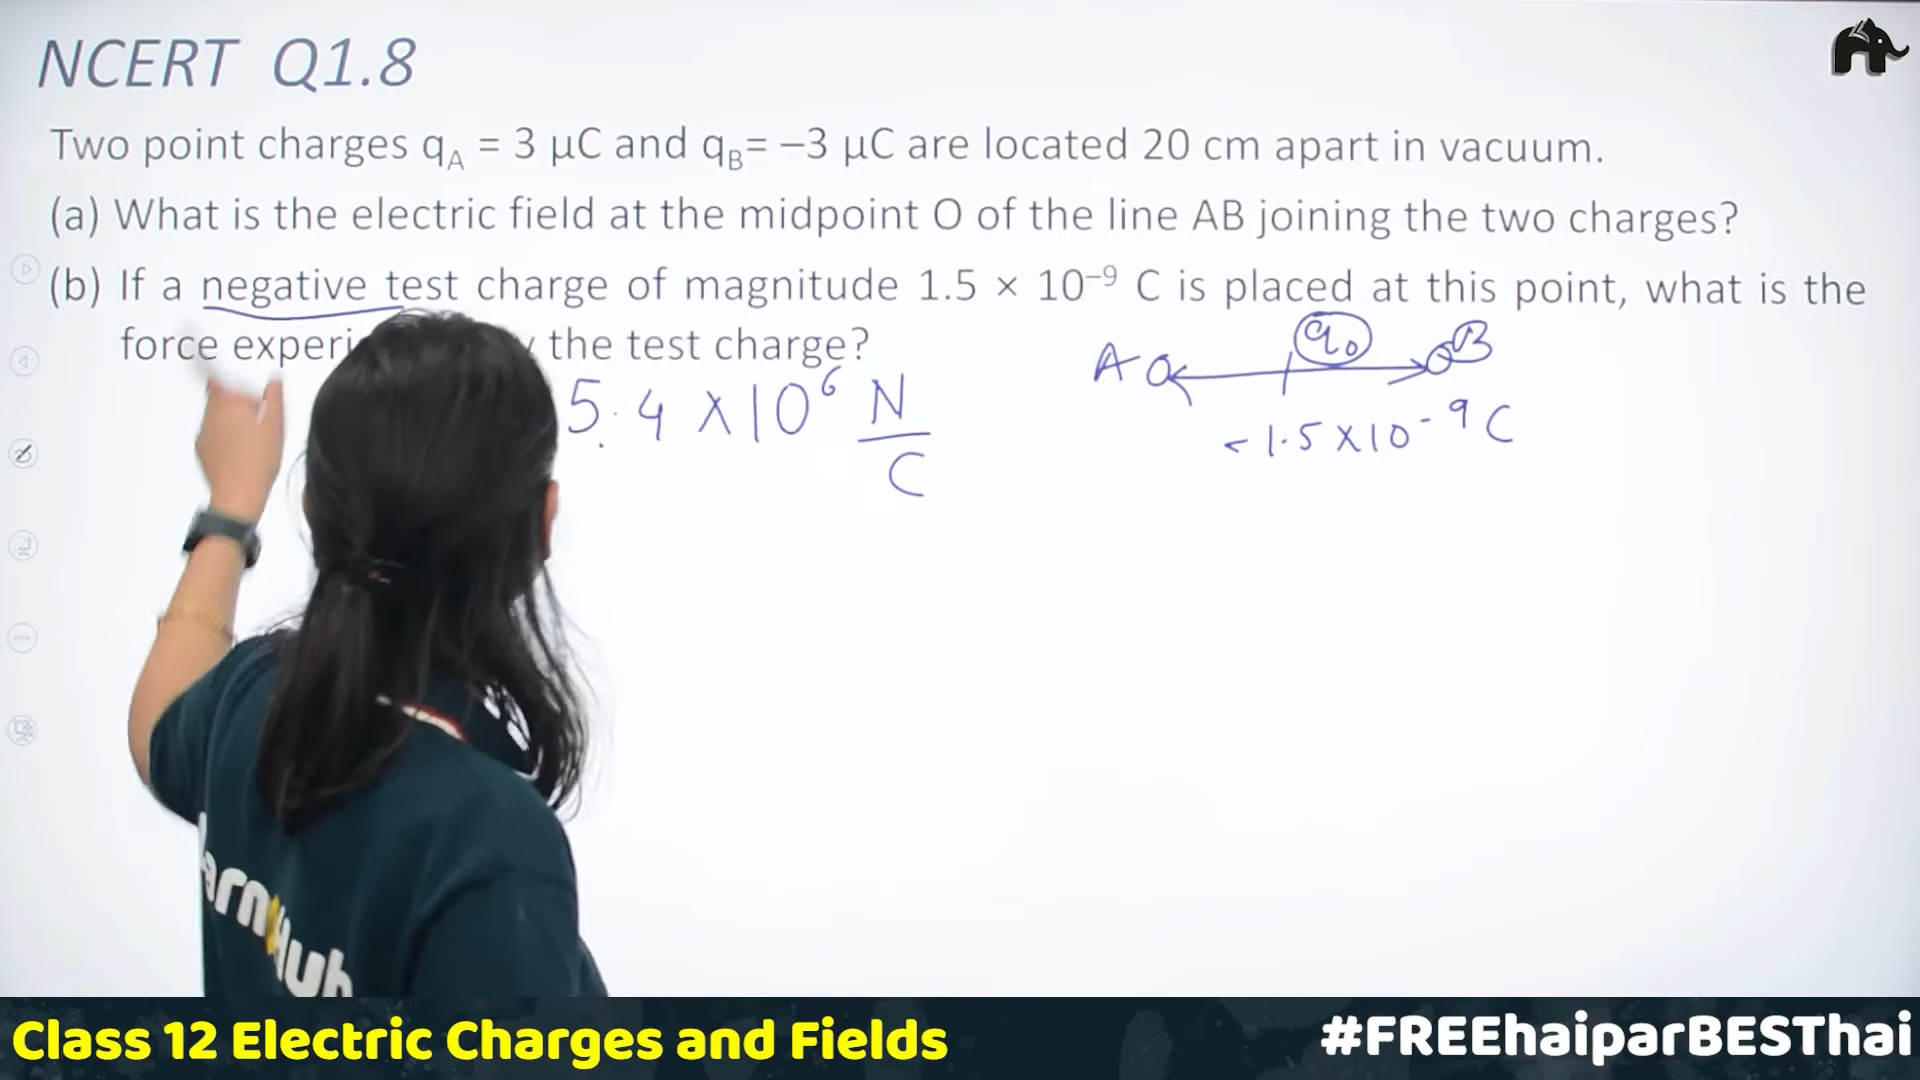 NCERT Q1.8
Two point charges qA = 3 μC and qB= –3 μC are located 20 cm apart in vacuum.
(a) What is the electric field at the midpoint O of the line AB joining the two charges?
(b) If a negative test charge of magnitude 1.5 × 10⁻⁹ C is placed at this point, what is the
force the test charge?
A q₀ B
5.4 × 10⁶ N/C
- 1.5 × 10⁻⁹ C
Class 12 Electric Charges and Fields
#FREEhaiparBESThai